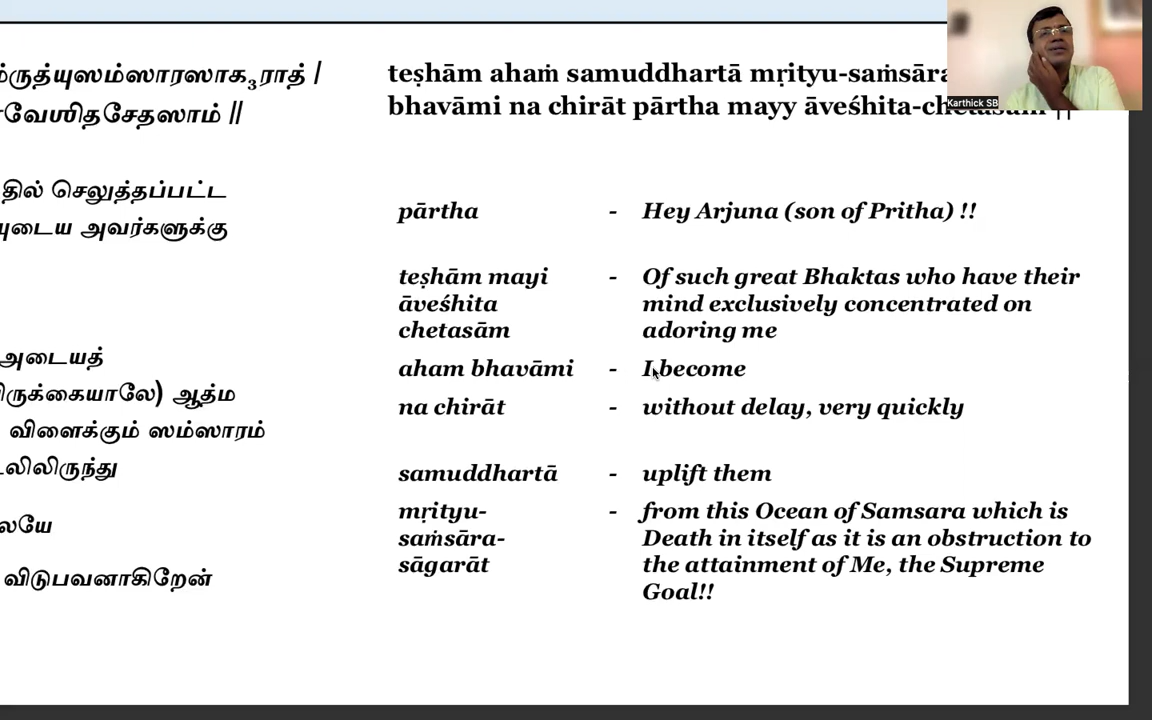 ம்ருத்யுஸம்ஸாரஸாக₃ராத் |
வேஶிதசேதஸாம் ||
தில் செலுத்தப்பட்ட
யுடைய அவர்களுக்கு
அடையத்
ருக்கையாலே) ஆத்ம
விளைக்கும் ஸம்ஸாரம்
லிலிருந்து
லயே
விடுபவனாகிறேன்
teṣhām ahaṁ samuddhartā mṛityu-saṁsāra
bhavāmi na chirāt pārtha mayy āveśhita-chetasām ||
Karthick SB
pārtha - Hey Arjuna (son of Pritha) !!
teṣhām mayi - Of such great Bhaktas who have their
āveśhita mind exclusively concentrated on
chetasām adoring me
aham bhavāmi - I become
na chirāt - without delay, very quickly
samuddhartā - uplift them
mṛityu- - from this Ocean of Samsara which is
saṁsāra- Death in itself as it is an obstruction to
sāgarāt the attainment of Me, the Supreme
Goal!!